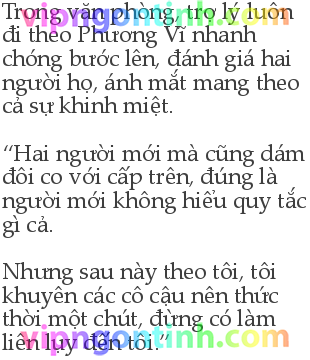 Trong văn phòng, trợ lý luôn
đi theo Phương Vĩ nhanh
chóng bước lên, đánh giá hai
người họ, ánh mắt mang theo
cả sự khinh miệt.
“Hai người mới mà cũng dám
đôi co với cấp trên, đúng là
người mới không hiểu quy tắc
gì cả.
Nhưng sau này theo tôi, tôi
khuyên các cô cậu nên thức
thời một chút, đừng có làm
liên lụy đến tôi.”
vipngontinh.com
vipngontinh.com